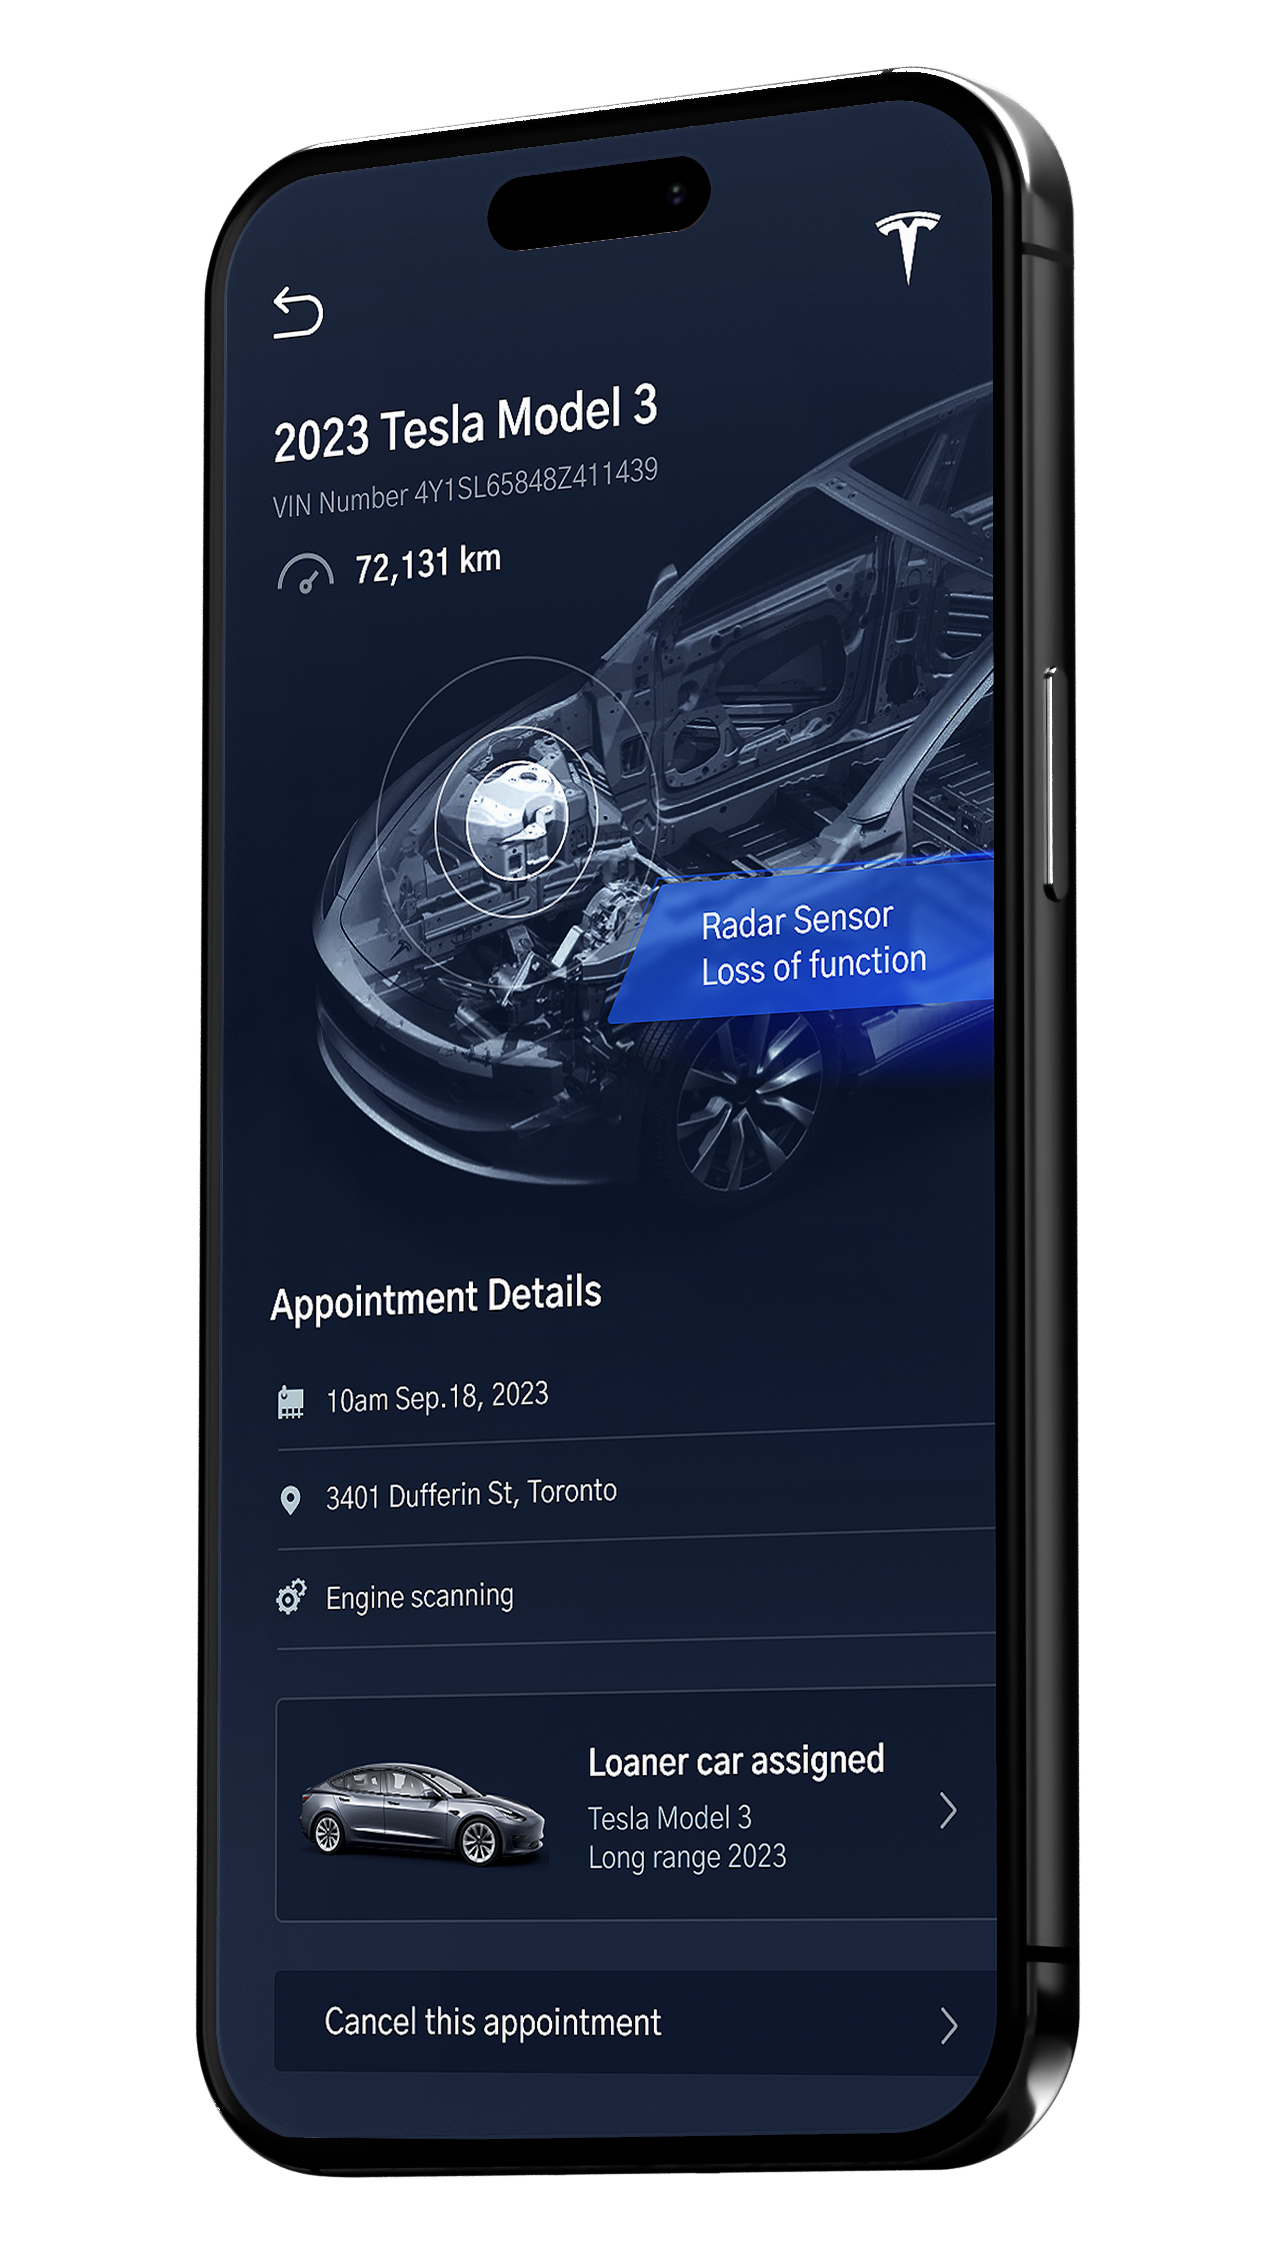 2023 Tesla Model 3
VIN Number 4Y1SL65848Z411439
72,131 km
Radar Sensor
Loss of function
Appointment Details
10am Sep.18, 2023
3401 Dufferin St, Toronto
Engine scanning
Loaner car assigned
Tesla Model 3
Long range 2023
Cancel this appointment